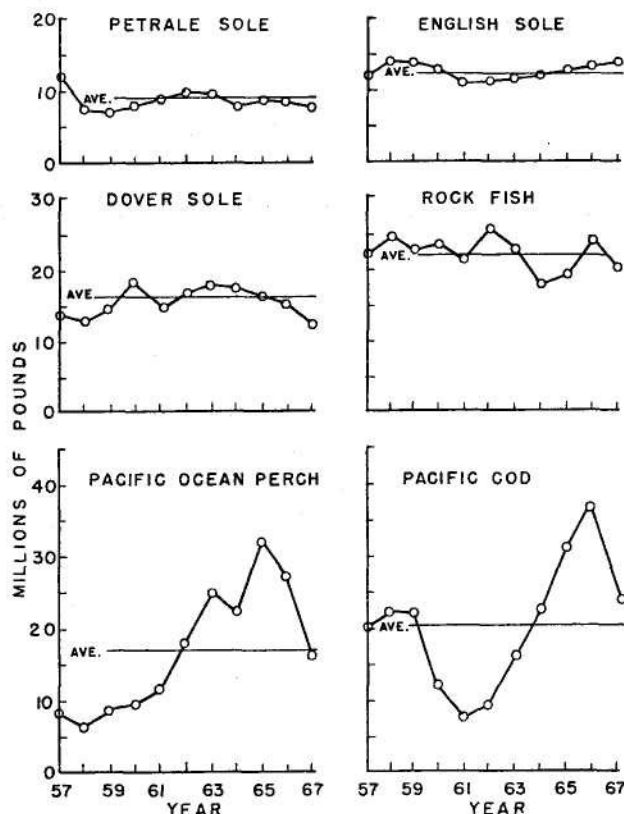 PETRALE SOLE
20
10
0
AVE.
ENGLISH SOLE
AVE.
DOVER SOLE
30
20
10
0
AVE.
ROCK FISH
AVE.
MILLIONS OF POUNDS
PACIFIC OCEAN PERCH
40
30
20
10
0
AVE.
57 59 61 63 65 67
YEAR
PACIFIC COD
AVE.
57 59 61 63 65 67
YEAR